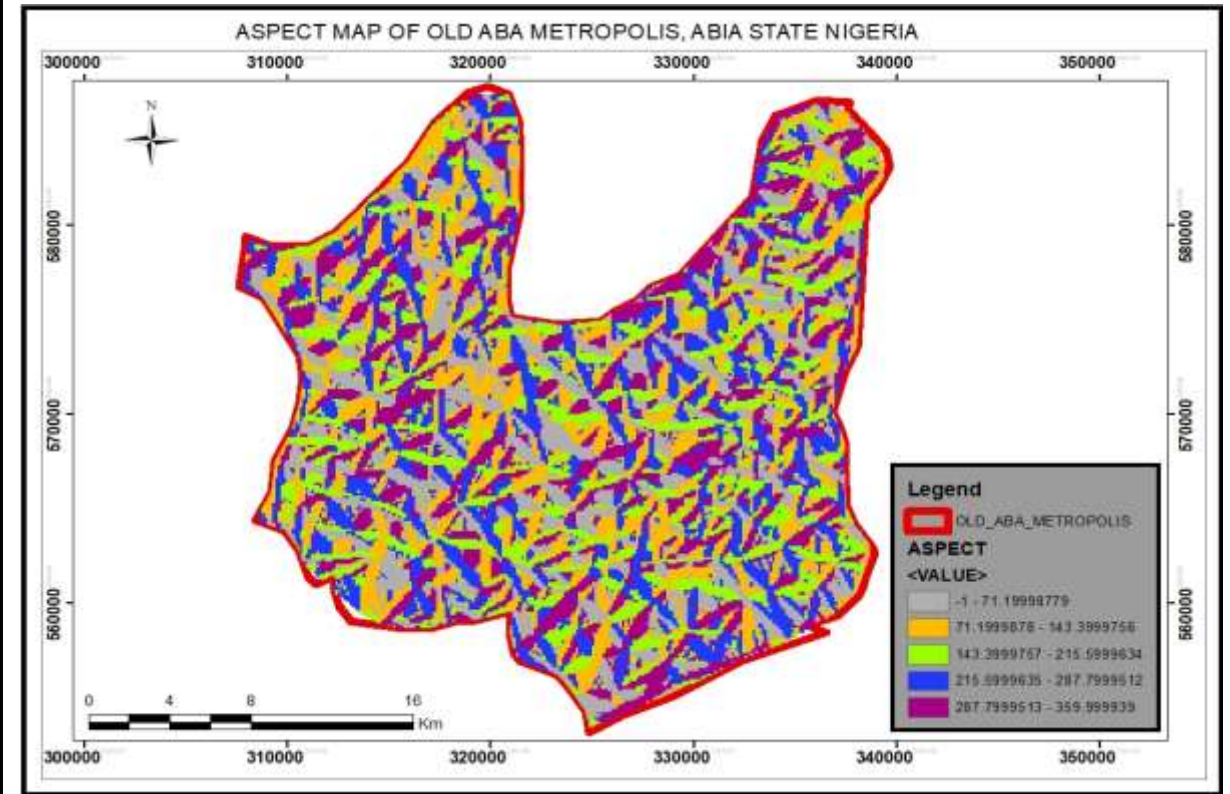 ASPECT MAP OF OLD ABA METROPOLIS, ABIA STATE NIGERIA
300000 310000 320000 330000 340000 350000
N
580000 580000
570000 570000
560000 560000
Legend
OLD_ABA_METROPOLIS
ASPECT
<VALUE>
-1 - 71.19998779
71.1999878 - 143.3999756
143.3999757 - 215.5999634
215.5999635 - 287.7999512
287.7999513 - 359.999939
0 4 8 16
Km
300000 310000 320000 330000 340000 350000